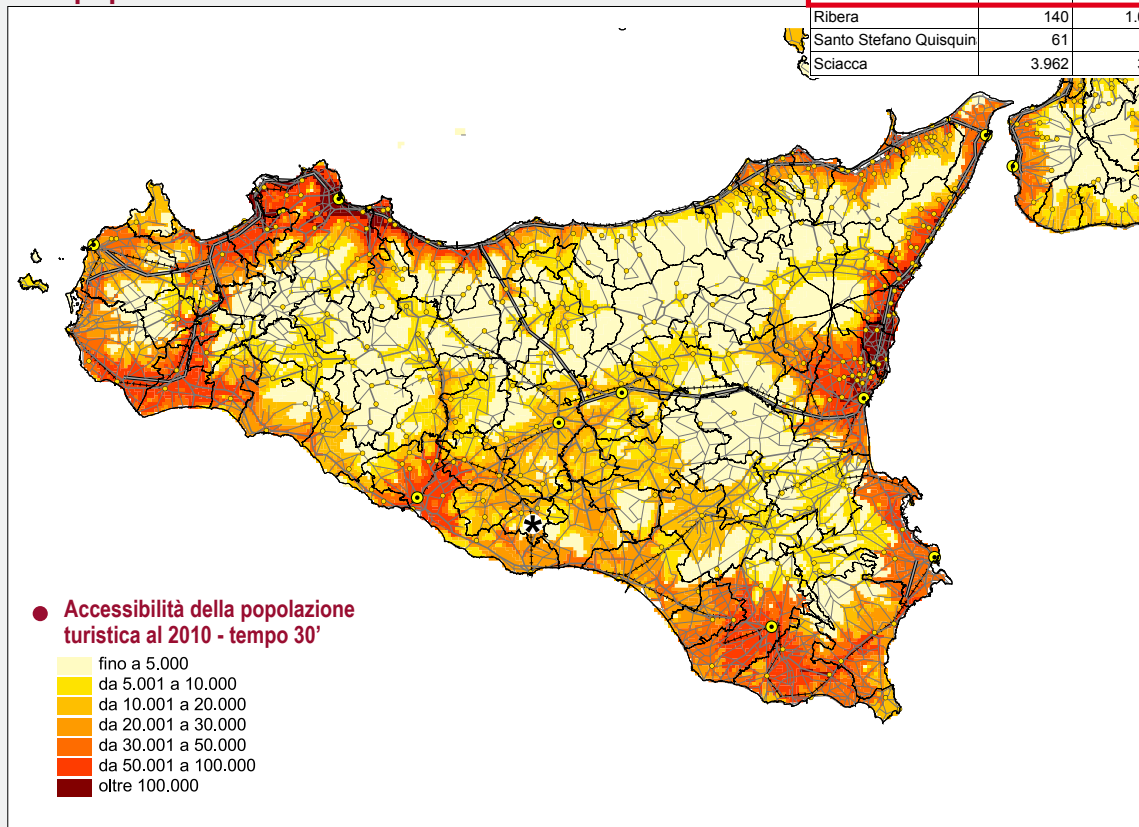 Ribera 140
Santo Stefano Quisquin
Sciacca 3.962
61
*
Accessibilità della popolazione
turistica al 2010 - tempo 30’
fino a 5.000
da 5.001 a 10.000
da 10.001 a 20.000
da 20.001 a 30.000
da 30.001 a 50.000
da 50.001 a 100.000
oltre 100.000